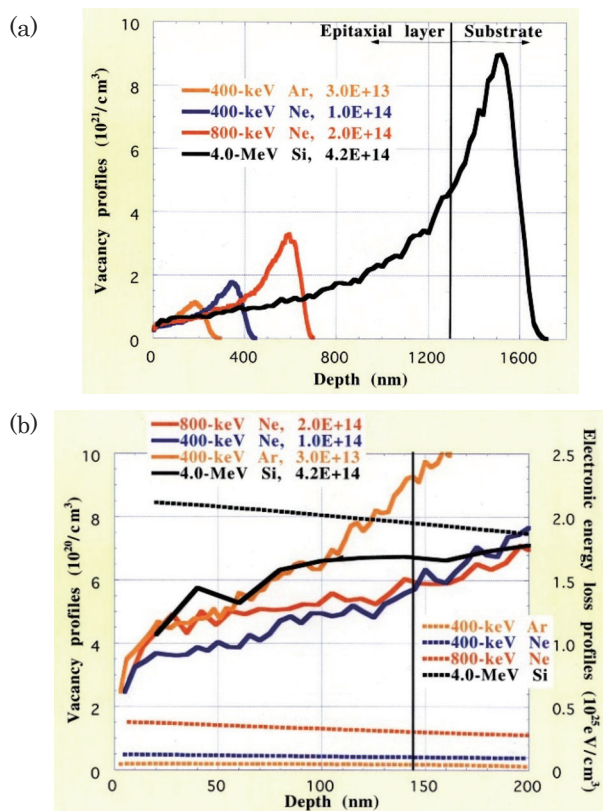 (a)
Epitaxial layer Substrate
400-keV Ar, 3.0E+13
400-keV Ne, 1.0E+14
800-keV Ne, 2.0E+14
4.0-MeV Si, 4.2E+14
Vacancy profiles (10²¹/cm³)
10
8
6
4
2
0
0 400 800 1200 1600
Depth (nm)
(b)
800-keV Ne, 2.0E+14
400-keV Ne, 1.0E+14
400-keV Ar, 3.0E+13
4.0-MeV Si, 4.2E+14
Vacancy profiles (10²⁰/cm³)
10
8
6
4
2
0
Electronic energy loss profiles (10²⁵eV/cm³)
2.5
2.0
1.5
1.0
0.5
0
400-keV Ar
400-keV Ne
800-keV Ne
4.0-MeV Si
0 50 100 150 200
Depth (nm)